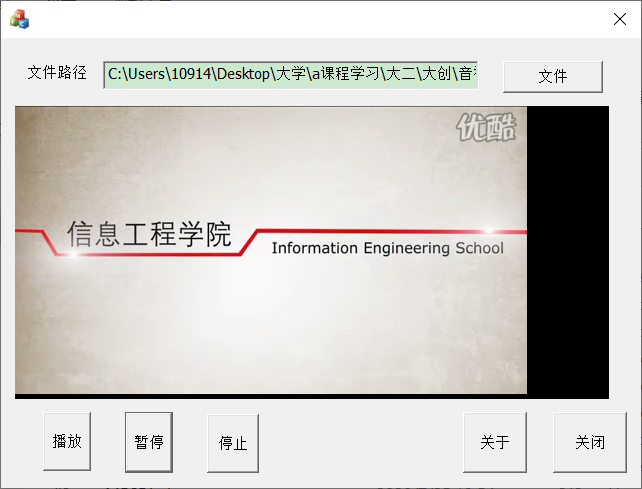 文件路径 C:\Users\10914\Desktop\大学\a课程学习\大二\大创\音 文件
优酷
信息工程学院
Information Engineering School
播放 暂停 停止 关于 关闭